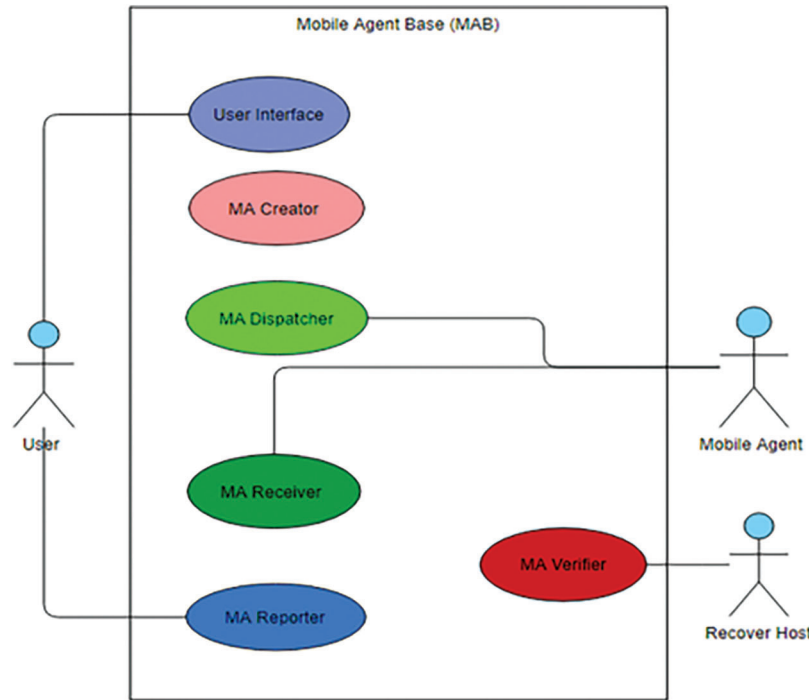 Mobile Agent Base (MAB)
User Interface
MA Creator
MA Dispatcher
User
Mobile Agent
MA Receiver
MA Verifier
MA Reporter
Recover Host